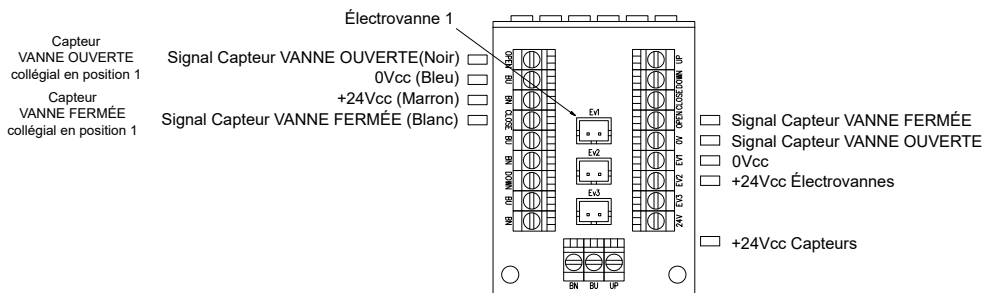 Électrovanne 1
Capteur
VANNE OUVERTE
collégial en position 1
Capteur
VANNE FERMÉE
collégial en position 1
Signal Capteur VANNE OUVERTE(Noir)
0Vcc (Bleu)
+24Vcc (Marron)
Signal Capteur VANNE FERMÉE (Blanc)
OPEN
BU
BN
CLOSE
BU
BN
DOWN
BU
BN
Ev1
Ev2
Ev3
UP
DOWN
CLOSE
OPEN
0V
EV1
EV2
EV3
24V
BN BU UP
Signal Capteur VANNE FERMÉE
Signal Capteur VANNE OUVERTE
0Vcc
+24Vcc Électrovannes
+24Vcc Capteurs